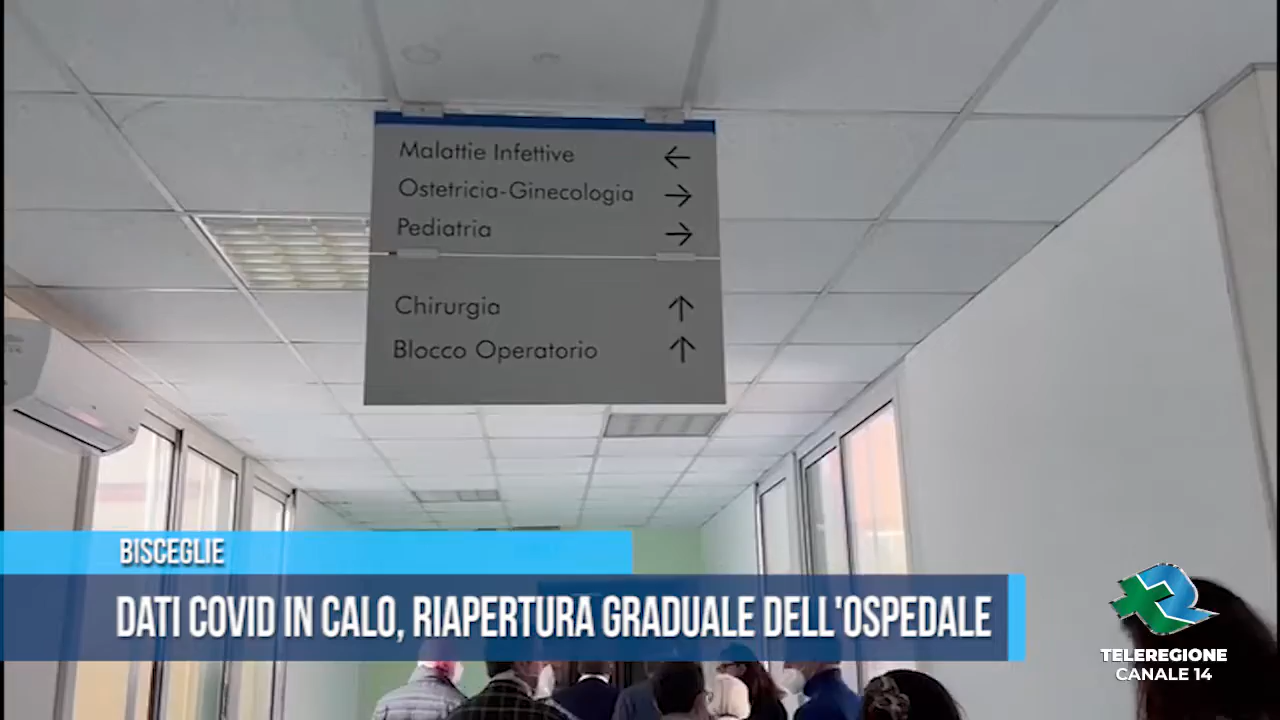 Malattie Infettive ←
Ostetricia-Ginecologia →
Pediatria →
Chirurgia ↑
Blocco Operatorio ↑
BISCEGLIE
DATI COVID IN CALO, RIAPERTURA GRADUALE DELL'OSPEDALE
TELEREGIONE
CANALE 14